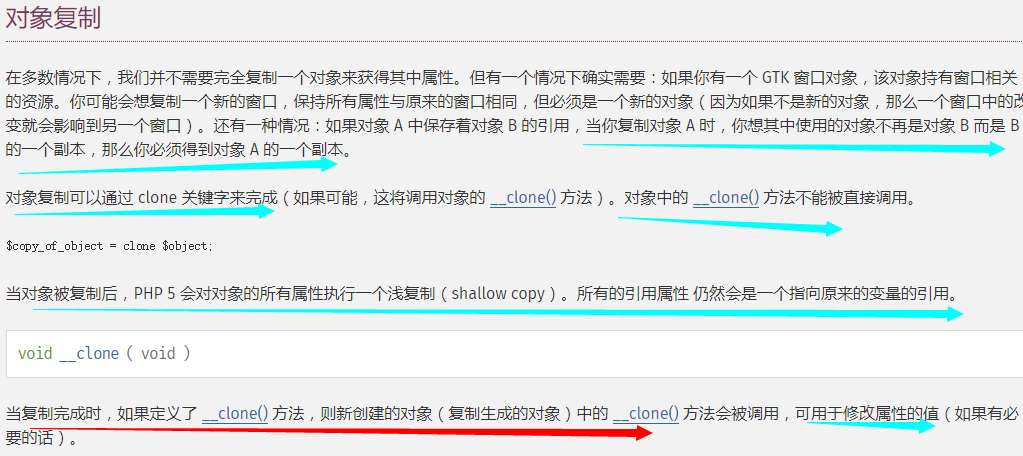 对象复制
在多数情况下，我们并不需要完全复制一个对象来获得其中属性。但有一个情况下确实需要：如果你有一个 GTK 窗口对象，该对象持有窗口相关
的资源。你可能会想复制一个新的窗口，保持所有属性与原来的窗口相同，但必须是一个新的对象（因为如果不是新的对象，那么一个窗口中的改
变就会影响到另一个窗口）。还有一种情况：如果对象 A 中保存着对象 B 的引用，当你复制对象 A 时，你想其中使用的对象不再是对象 B 而是 B
的一个副本，那么你必须得到对象 A 的一个副本。
对象复制可以通过 clone 关键字来完成（如果可能，这将调用对象的 __clone() 方法）。对象中的 __clone() 方法不能被直接调用。
$copy_of_object = clone $object;
当对象被复制后，PHP 5 会对对象的所有属性执行一个浅复制（shallow copy）。所有的引用属性 仍然会是一个指向原来的变量的引用。
void __clone ( void )
当复制完成时，如果定义了 __clone() 方法，则新创建的对象（复制生成的对象）中的 __clone() 方法会被调用，可用于修改属性的值（如果有必
要的话）。